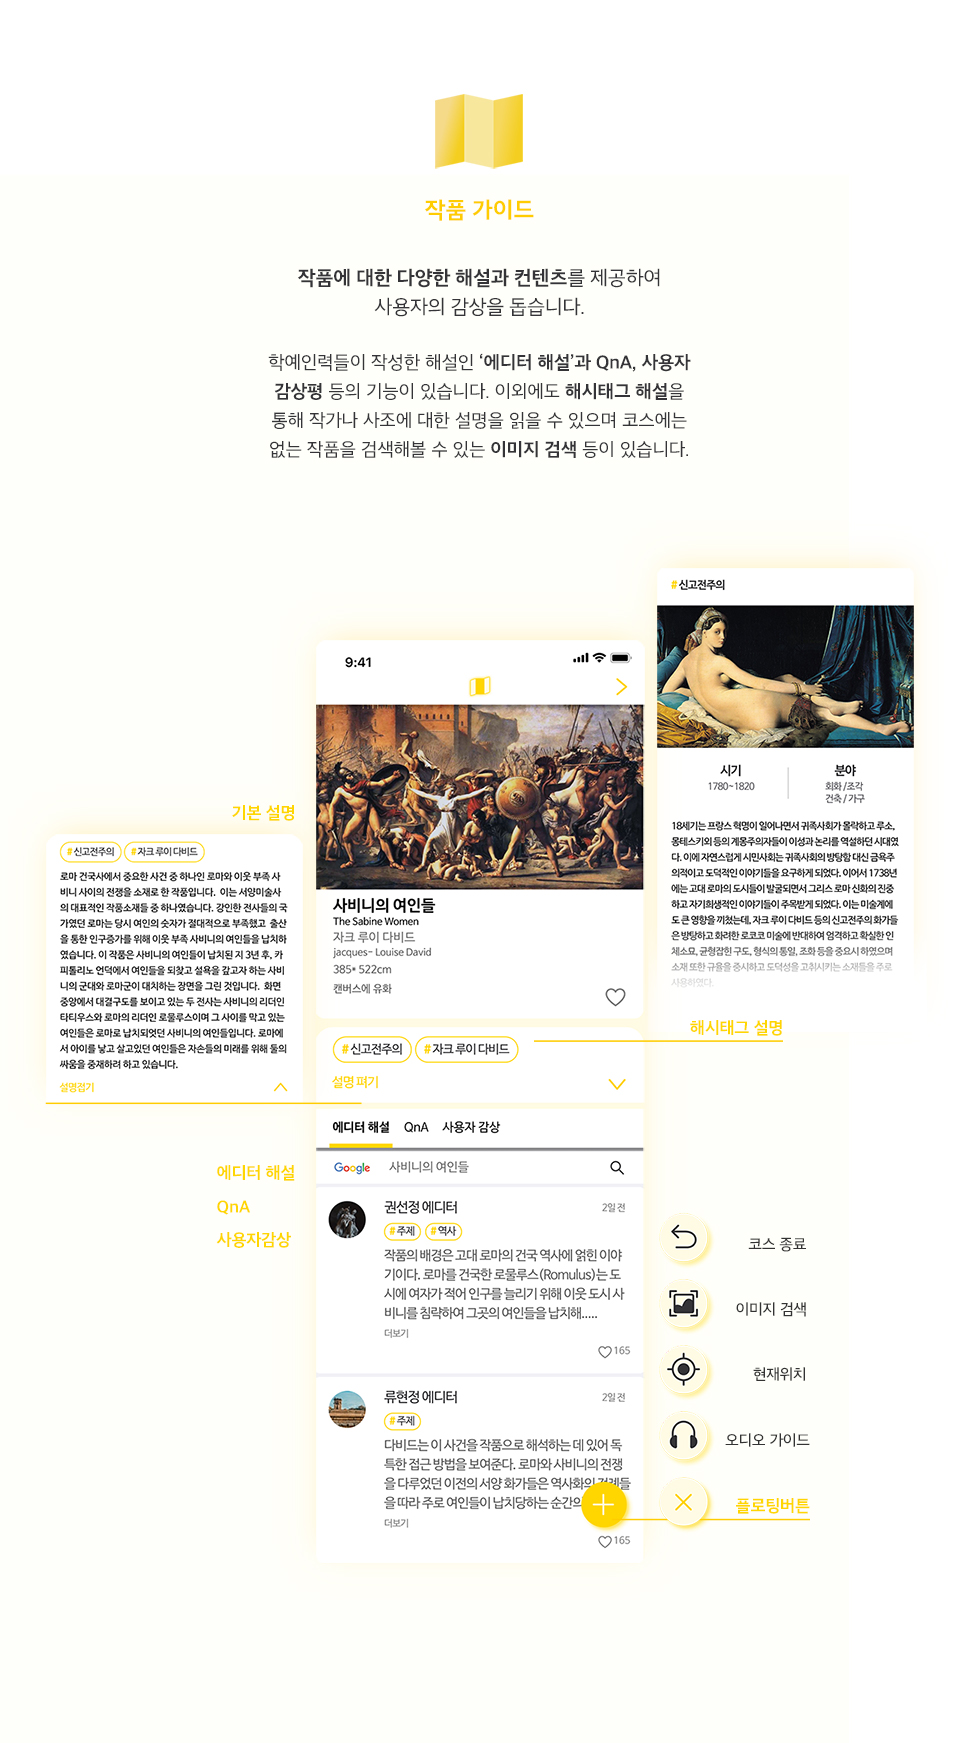 작품 가이드
작품에 대한 다양한 해설과 컨텐츠를 제공하여
사용자의 감상을 돕습니다.
학예인력들이 작성한 해설인 ‘에디터 해설’과 QnA, 사용자
감상평 등의 기능이 있습니다. 이외에도 해시태그 해설을
통해 작가나 사조에 대한 설명을 읽을 수 있으며 코스에는
없는 작품을 검색해볼 수 있는 이미지 검색 등이 있습니다.
#신고전주의
시기
1780~1820
분야
회화 /조각
건축 / 가구
18세기는 프랑스 혁명이 일어나면서 귀족사회가 몰락하고 루소,
몽테스키외 등의 계몽주의자들이 이성과 논리를 역설하던 시대였
다. 이에 자연스럽게 시민사회는 귀족사회의 방탕함 대신 금욕주
의적이고 도덕적인 이야기들을 요구하게 되었다. 이어서 1738년
에는 고대 로마의 도시들이 발굴되면서 그리스 로마 신화의 진중
하고 자기희생적인 이야기들이 주목받게 되었다. 이는 미술계에
도 큰 영향을 끼쳤는데, 자크 루이 다비드 등의 신고전주의 화가들
은 방탕하고 화려한 로코코 미술에 반대하여 엄격하고 확실한 인
체소묘, 균형잡힌 구도, 형식의 통일, 조화 등을 중요시 하였으며
소재 또한 규율을 중시하고 도덕성을 고취시키는 소재들을 주로
사용하였다.
해시태그 설명
9:41
사비니의 여인들
The Sabine Women
자크 루이 다비드
jacques- Louise David
385* 522cm
캔버스에 유화
#신고전주의 #자크 루이 다비드
설명 펴기
기본 설명
#신고전주의 #자크 루이 다비드
로마 건국사에서 중요한 사건 중 하나인 로마와 이웃 부족 사
비니 사이의 전쟁을 소재로 한 작품입니다. 이는 서양미술사
의 대표적인 작품소재들 중 하나였습니다. 강인한 전사들의 국
가였던 로마는 당시 여인의 숫자가 절대적으로 부족했고 출산
을 통한 인구증가를 위해 이웃 부족 사비니의 여인들을 납치하
였습니다. 이 작품은 사비니의 여인들이 납치된 지 3년 후, 카
피톨리노 언덕에서 여인들을 되찾고 설욕을 갚고자 하는 사비
니의 군대와 로마군이 대치하는 장면을 그린 것입니다. 화면
중앙에서 대결구도를 보이고 있는 두 전사는 사비니의 리더인
타티우스와 로마의 리더인 로물루스이며 그 사이를 막고 있는
여인들은 로마로 납치되엇던 사비니의 여인들입니다. 로마에
서 아이를 낳고 살고있던 여인들은 자손들의 미래를 위해 둘의
싸움을 중재하려 하고 있습니다.
설명접기
에디터 해설
QnA
사용자감상
에디터 해설 QnA 사용자 감상
Google 사비니의 여인들
권선정 에디터 2일 전
#주제 #역사
작품의 배경은 고대 로마의 건국 역사에 얽힌 이야
기이다. 로마를 건국한 로물루스(Romulus)는 도
시에 여자가 적어 인구를 늘리기 위해 이웃 도시 사
비니를 침략하여 그곳의 여인들을 납치해.....
더보기
165
류현정 에디터 2일 전
#주제
다비드는 이 사건을 작품으로 해석하는 데 있어 독
특한 접근 방법을 보여준다. 로마와 사비니의 전쟁
을 다루었던 이전의 서양 화가들은 역사화의 전례들
을 따라 주로 여인들이 납치당하는 순간의
더보기
165
코스 종료
이미지 검색
현재위치
오디오 가이드
플로팅버튼